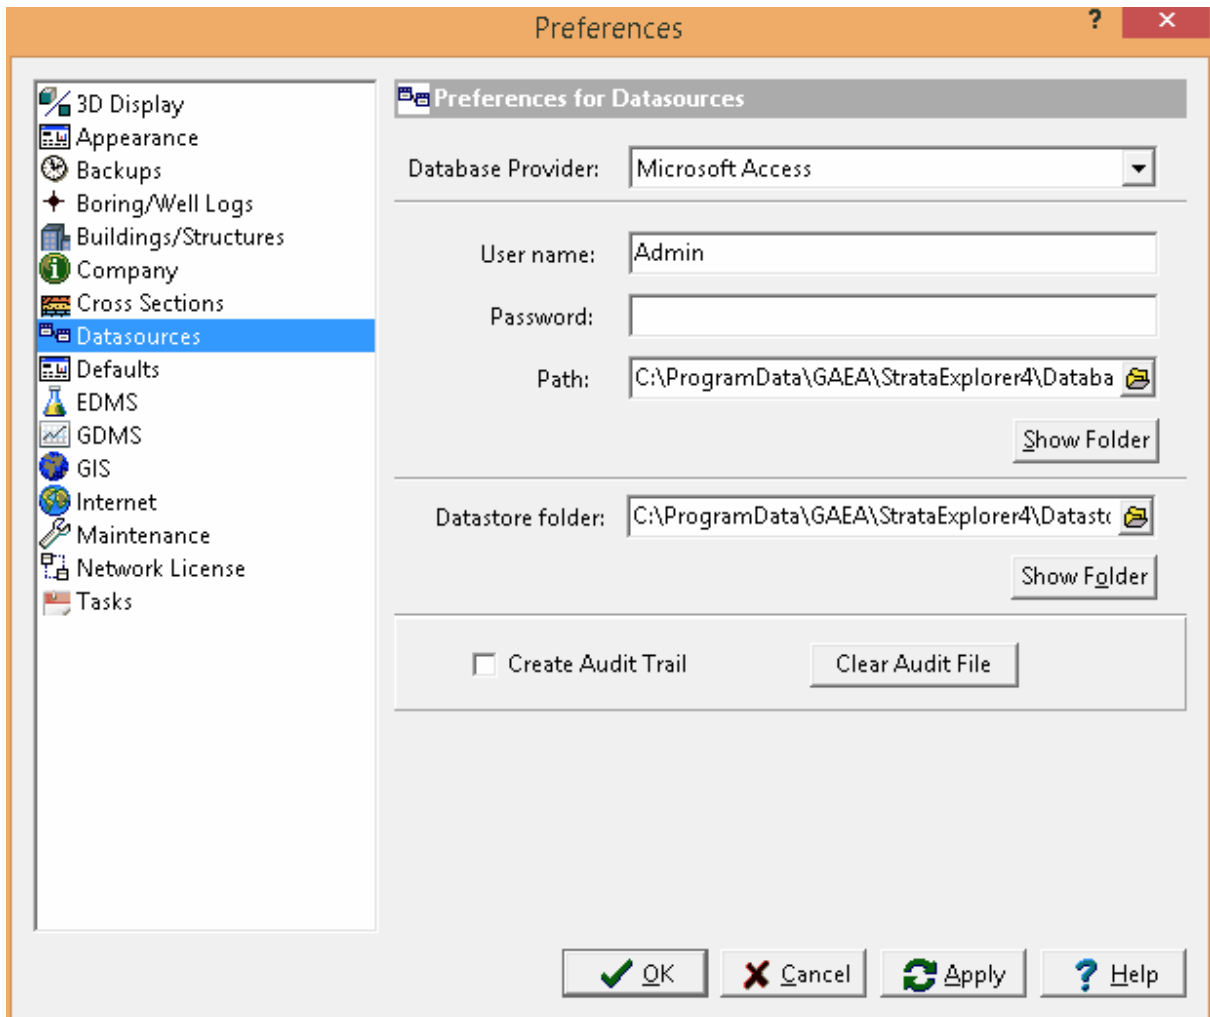 Preferences
?
3D Display
Appearance
Backups
Boring/Well Logs
Buildings/Structures
Company
Cross Sections
Datasources
Defaults
EDMS
GDMS
GIS
Internet
Maintenance
Network License
Tasks
Preferences for Datasources
Database Provider: Microsoft Access
User name: Admin
Password:
Path: C:\ProgramData\GAEA\StrataExplorer4\Databa
Show Folder
Datastore folder: C:\ProgramData\GAEA\StrataExplorer4\Datast
Show Folder
Create Audit Trail Clear Audit File
OK Cancel Apply ? Help